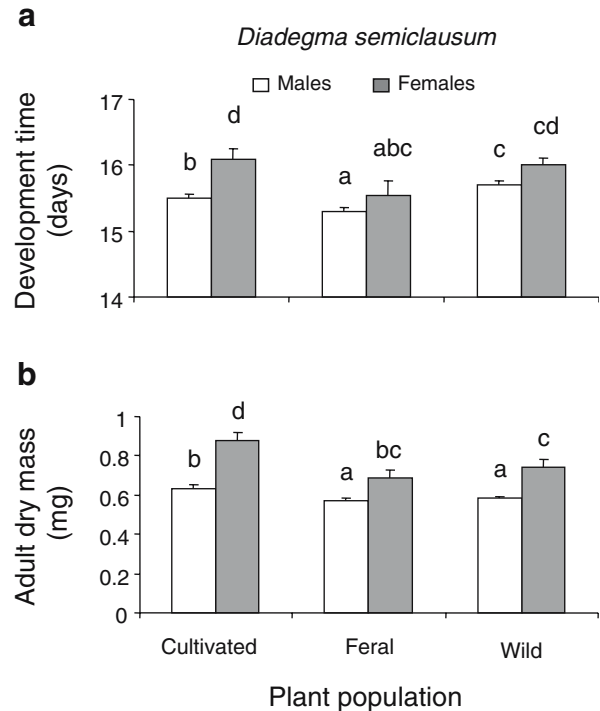 a
Diadegma semiclausum
Males Females
Development time
(days)
17
16
15
14
b
d
a
abc
c
cd
b
Adult dry mass
(mg)
1
0.8
0.6
0.4
0.2
0
b
d
a
bc
a
c
Cultivated Feral Wild
Plant population